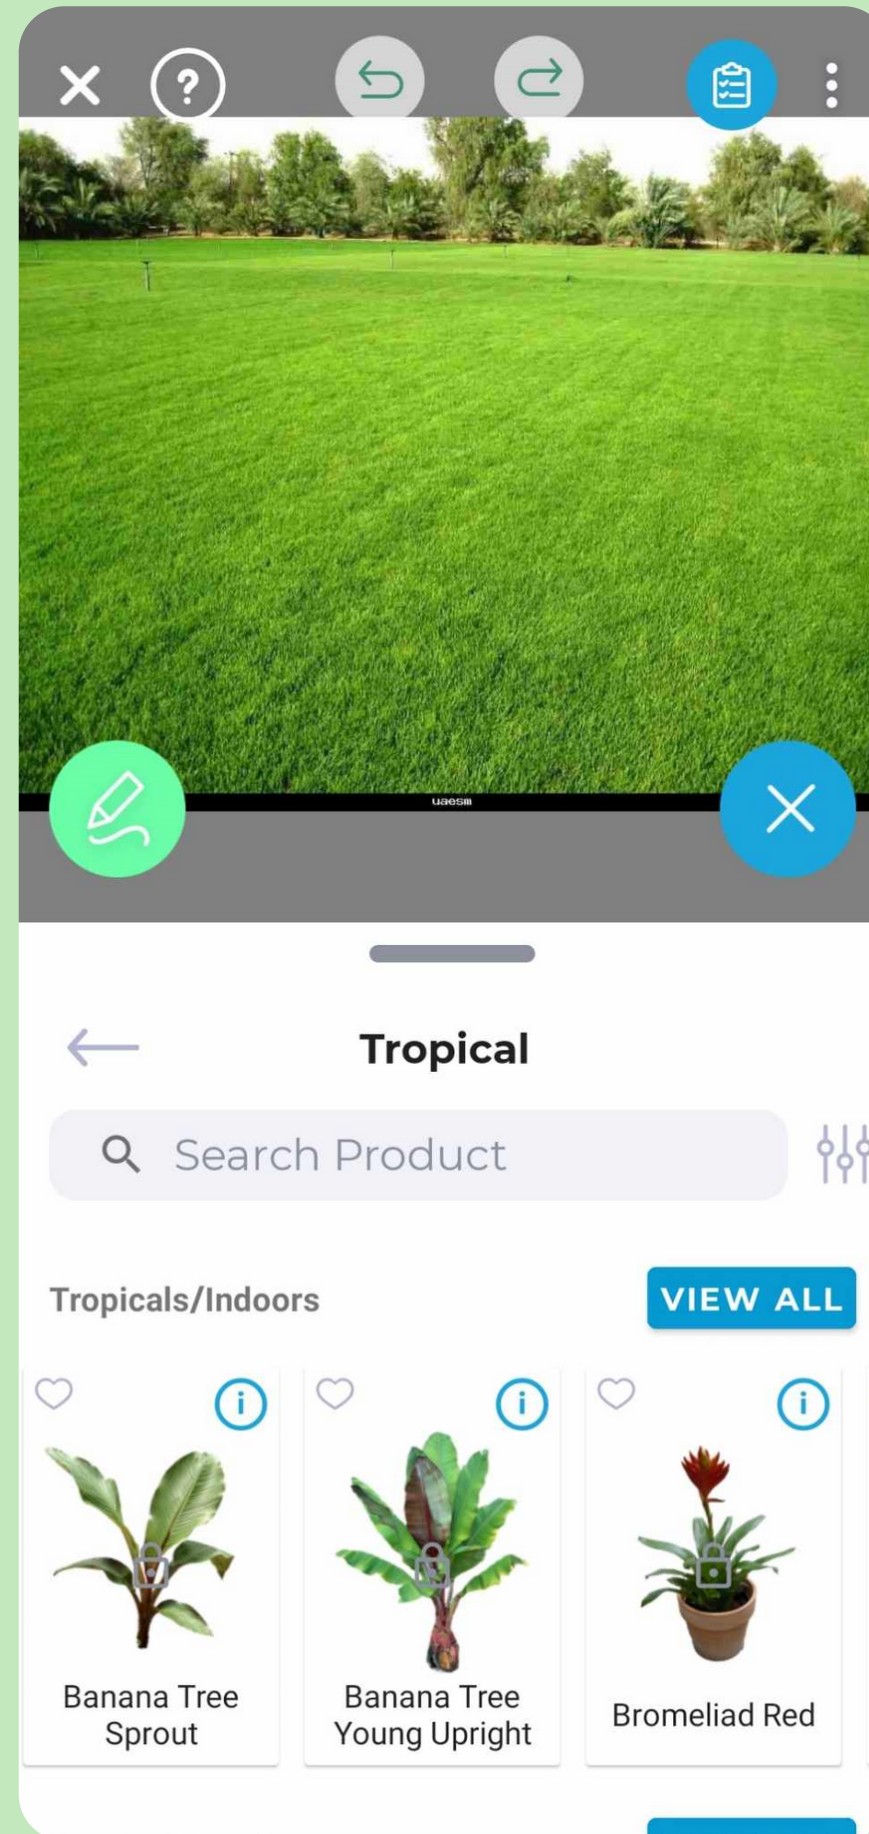 uaesm
Tropical
Search Product
Tropicals/Indoors
VIEW ALL
Banana Tree
Sprout
Banana Tree
Young Upright
Bromeliad Red